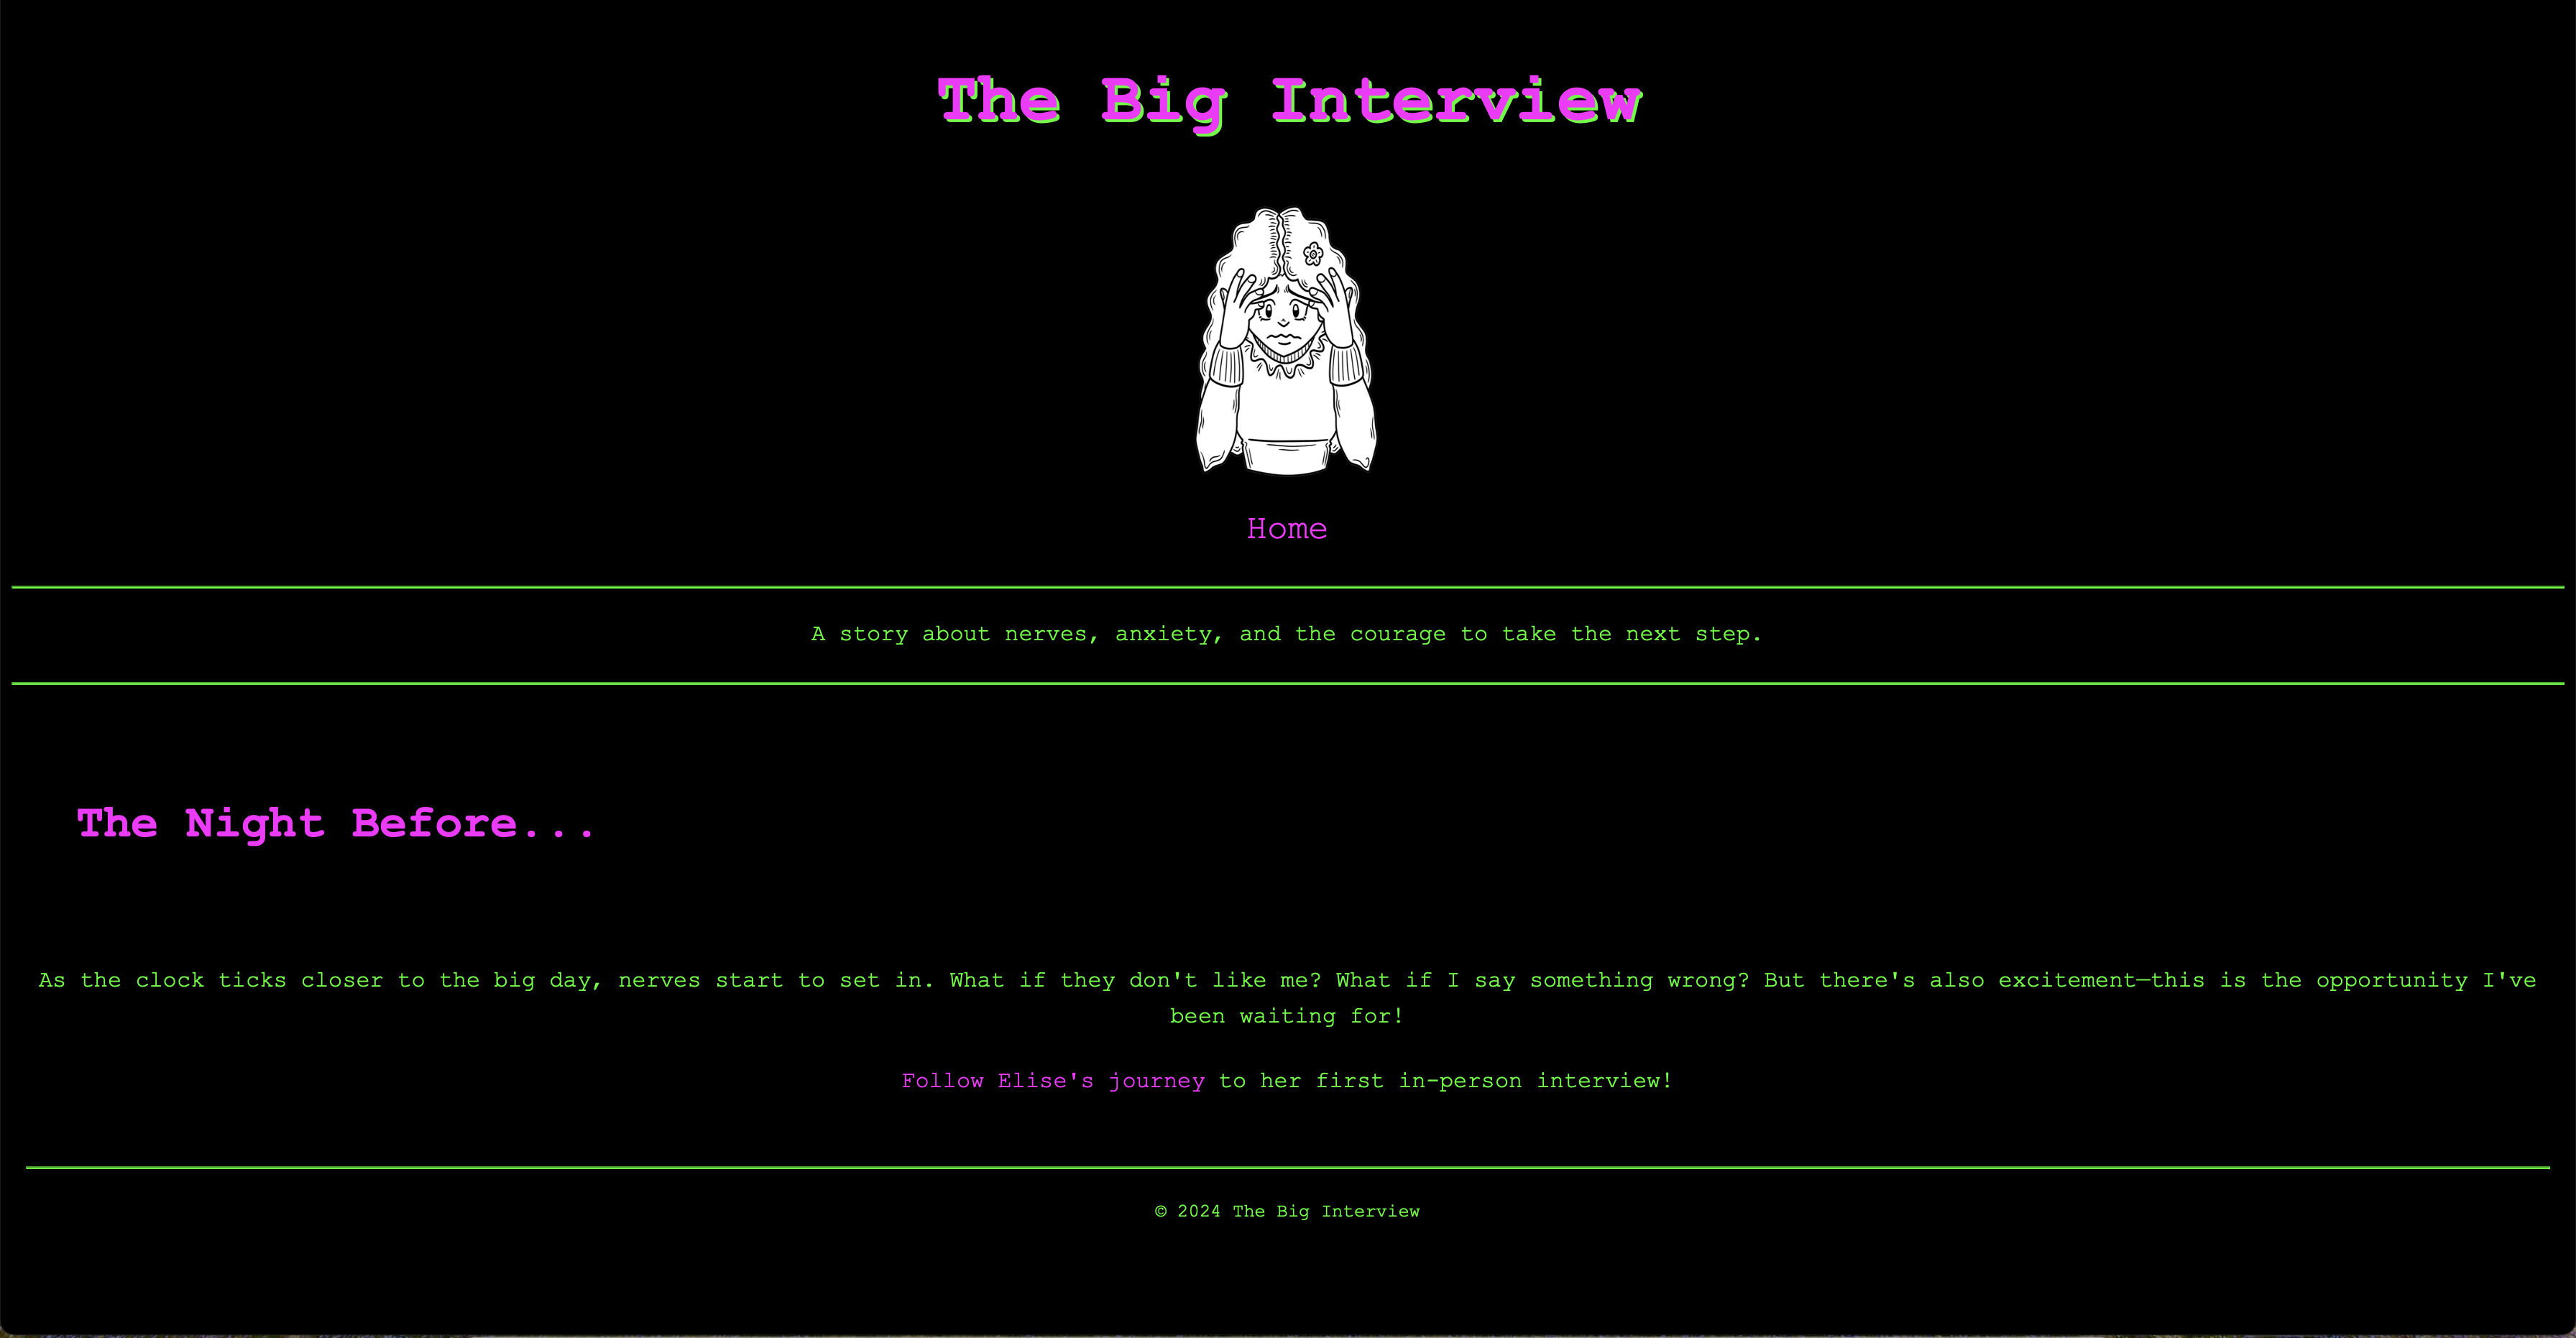 The Big Interview
Home
A story about nerves, anxiety, and the courage to take the next step.
The Night Before...
As the clock ticks closer to the big day, nerves start to set in. What if they don't like me? What if I say something wrong? But there's also excitement—this is the opportunity I've
been waiting for!
Follow Elise's journey to her first in-person interview!
© 2024 The Big Interview